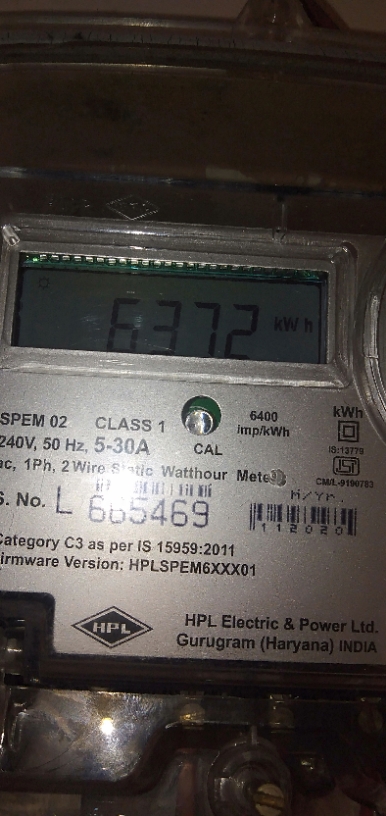 6372 kWh
SPEM 02 CLASS 1 6400 imp/kWh kWh
240V, 50 Hz, 5-30A CAL IS:13779
ac, 1Ph, 2 Wire Static Watthour Meter
CM/L-9190783
M/Yr.
S. No. L 665469 112020
Category C3 as per IS 15959:2011
Firmware Version: HPLSPEM6XXX01
HPL HPL Electric & Power Ltd.
Gurugram (Haryana) INDIA